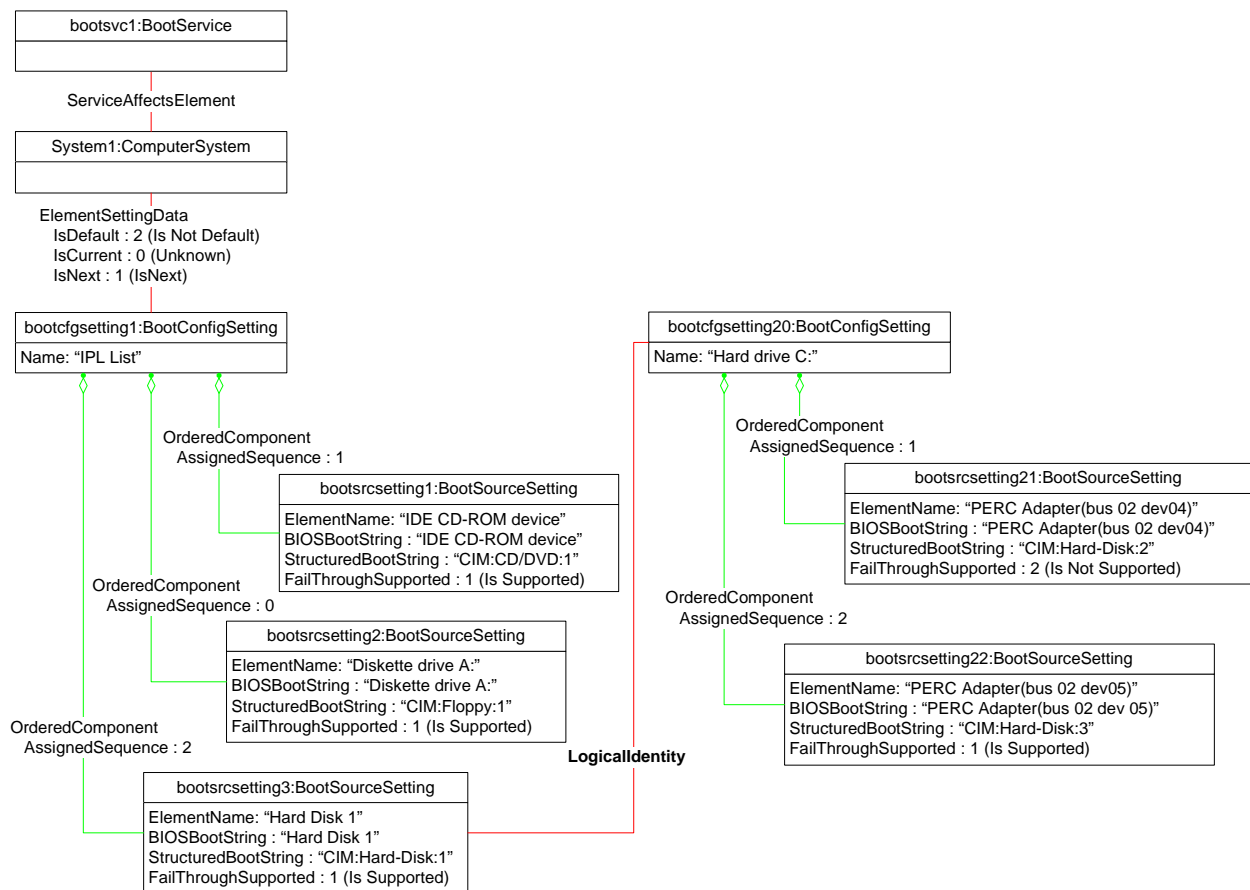 bootsvc1:BootService
ServiceAffectsElement
System1:ComputerSystem
ElementSettingData
IsDefault : 2 (Is Not Default)
IsCurrent : 0 (Unknown)
IsNext : 1 (IsNext)
bootcfgsetting1:BootConfigSetting
Name: “IPL List”
OrderedComponent
AssignedSequence : 1
bootsrcsetting1:BootSourceSetting
ElementName: “IDE CD-ROM device”
BIOSBootString : “IDE CD-ROM device”
StructuredBootString : “CIM:CD/DVD:1”
FailThroughSupported : 1 (Is Supported)
OrderedComponent
AssignedSequence : 0
bootsrcsetting2:BootSourceSetting
ElementName: “Diskette drive A:”
BIOSBootString : “Diskette drive A:”
StructuredBootString : “CIM:Floppy:1”
FailThroughSupported : 1 (Is Supported)
OrderedComponent
AssignedSequence : 2
bootsrcsetting3:BootSourceSetting
ElementName: “Hard Disk 1”
BIOSBootString : “Hard Disk 1”
StructuredBootString : “CIM:Hard-Disk:1”
FailThroughSupported : 1 (Is Supported)
LogicalIdentity
bootcfgsetting20:BootConfigSetting
Name: “Hard drive C:”
OrderedComponent
AssignedSequence : 1
bootsrcsetting21:BootSourceSetting
ElementName: “PERC Adapter(bus 02 dev04)”
BIOSBootString : “PERC Adapter(bus 02 dev04)”
StructuredBootString : “CIM:Hard-Disk:2”
FailThroughSupported : 2 (Is Not Supported)
OrderedComponent
AssignedSequence : 2
bootsrcsetting22:BootSourceSetting
ElementName: “PERC Adapter(bus 02 dev05)”
BIOSBootString : “PERC Adapter(bus 02 dev 05)”
StructuredBootString : “CIM:Hard-Disk:3”
FailThroughSupported : 1 (Is Supported)